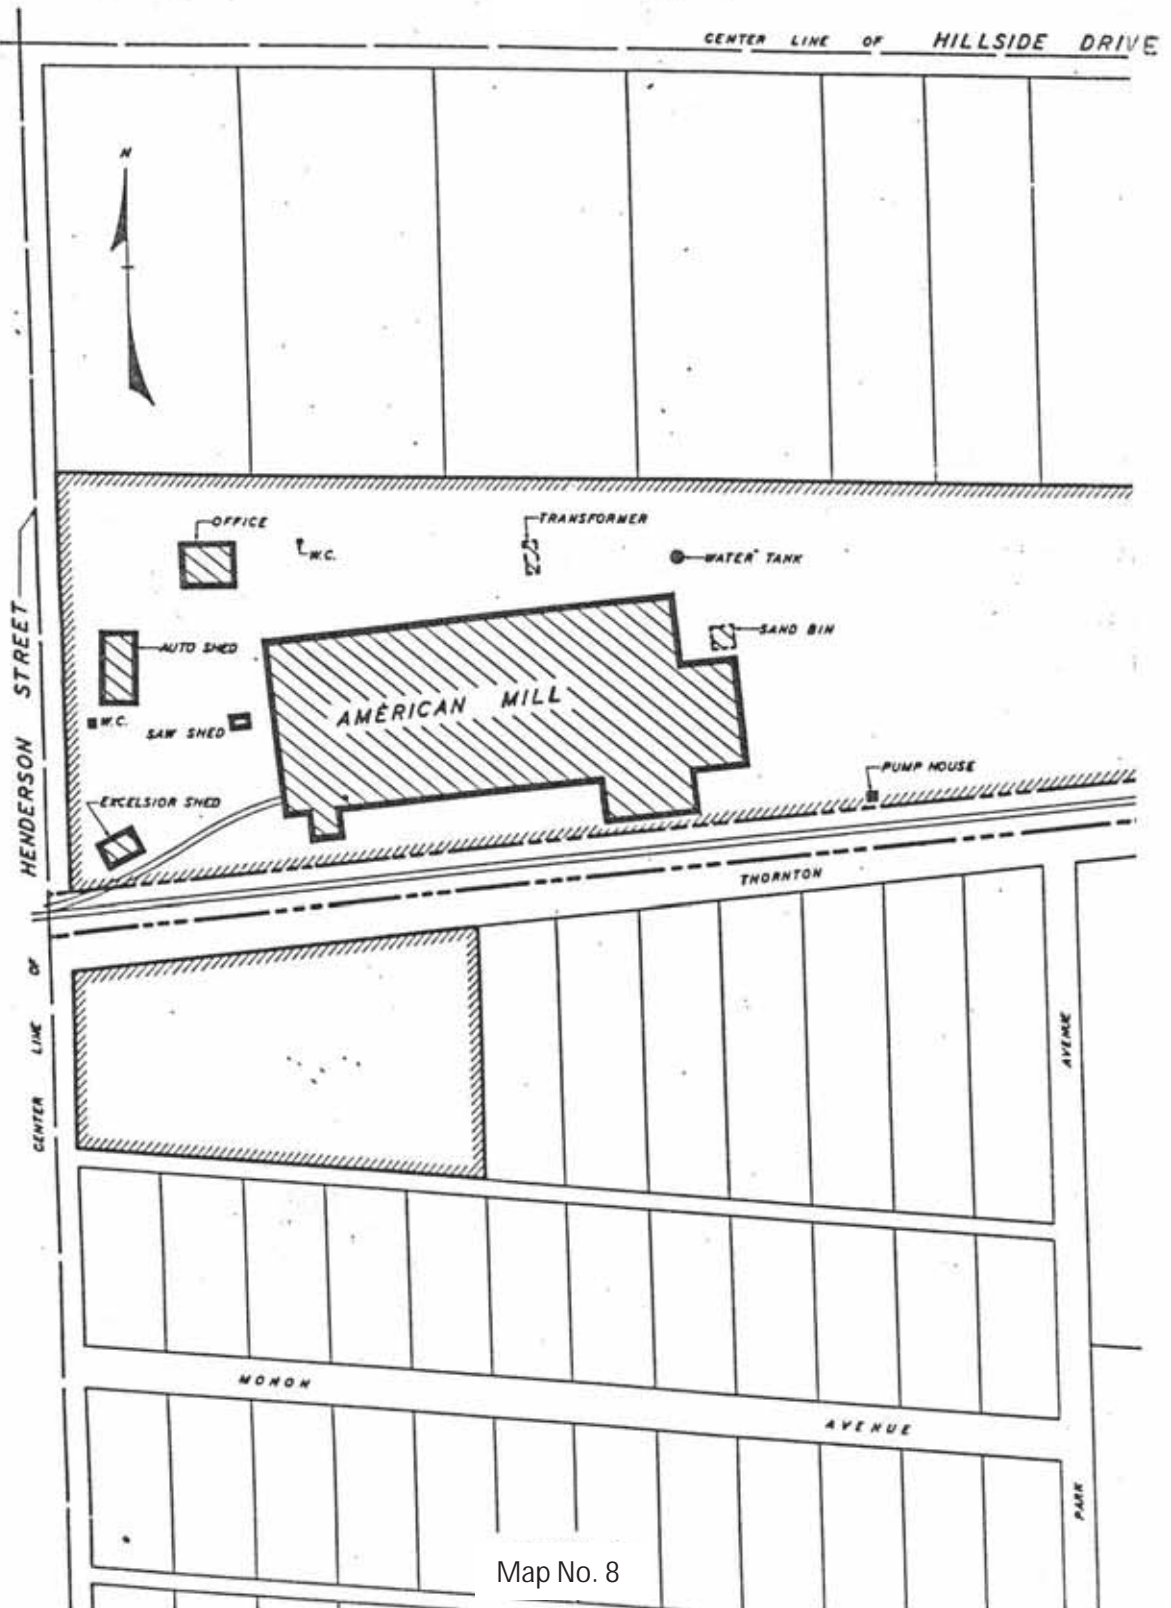 CENTER LINE OF HILLSIDE DRIVE
N
OFFICE
W.C.
TRANSFORMER
WATER TANK
SAND BIN
AUTO SHED
W.C.
SAW SHED
AMERICAN MILL
EXCELSIOR SHED
PUMP HOUSE
THORNTON
CENTER LINE OF HENDERSON STREET
AVENUE
MONON AVENUE
PARK
Map No. 8